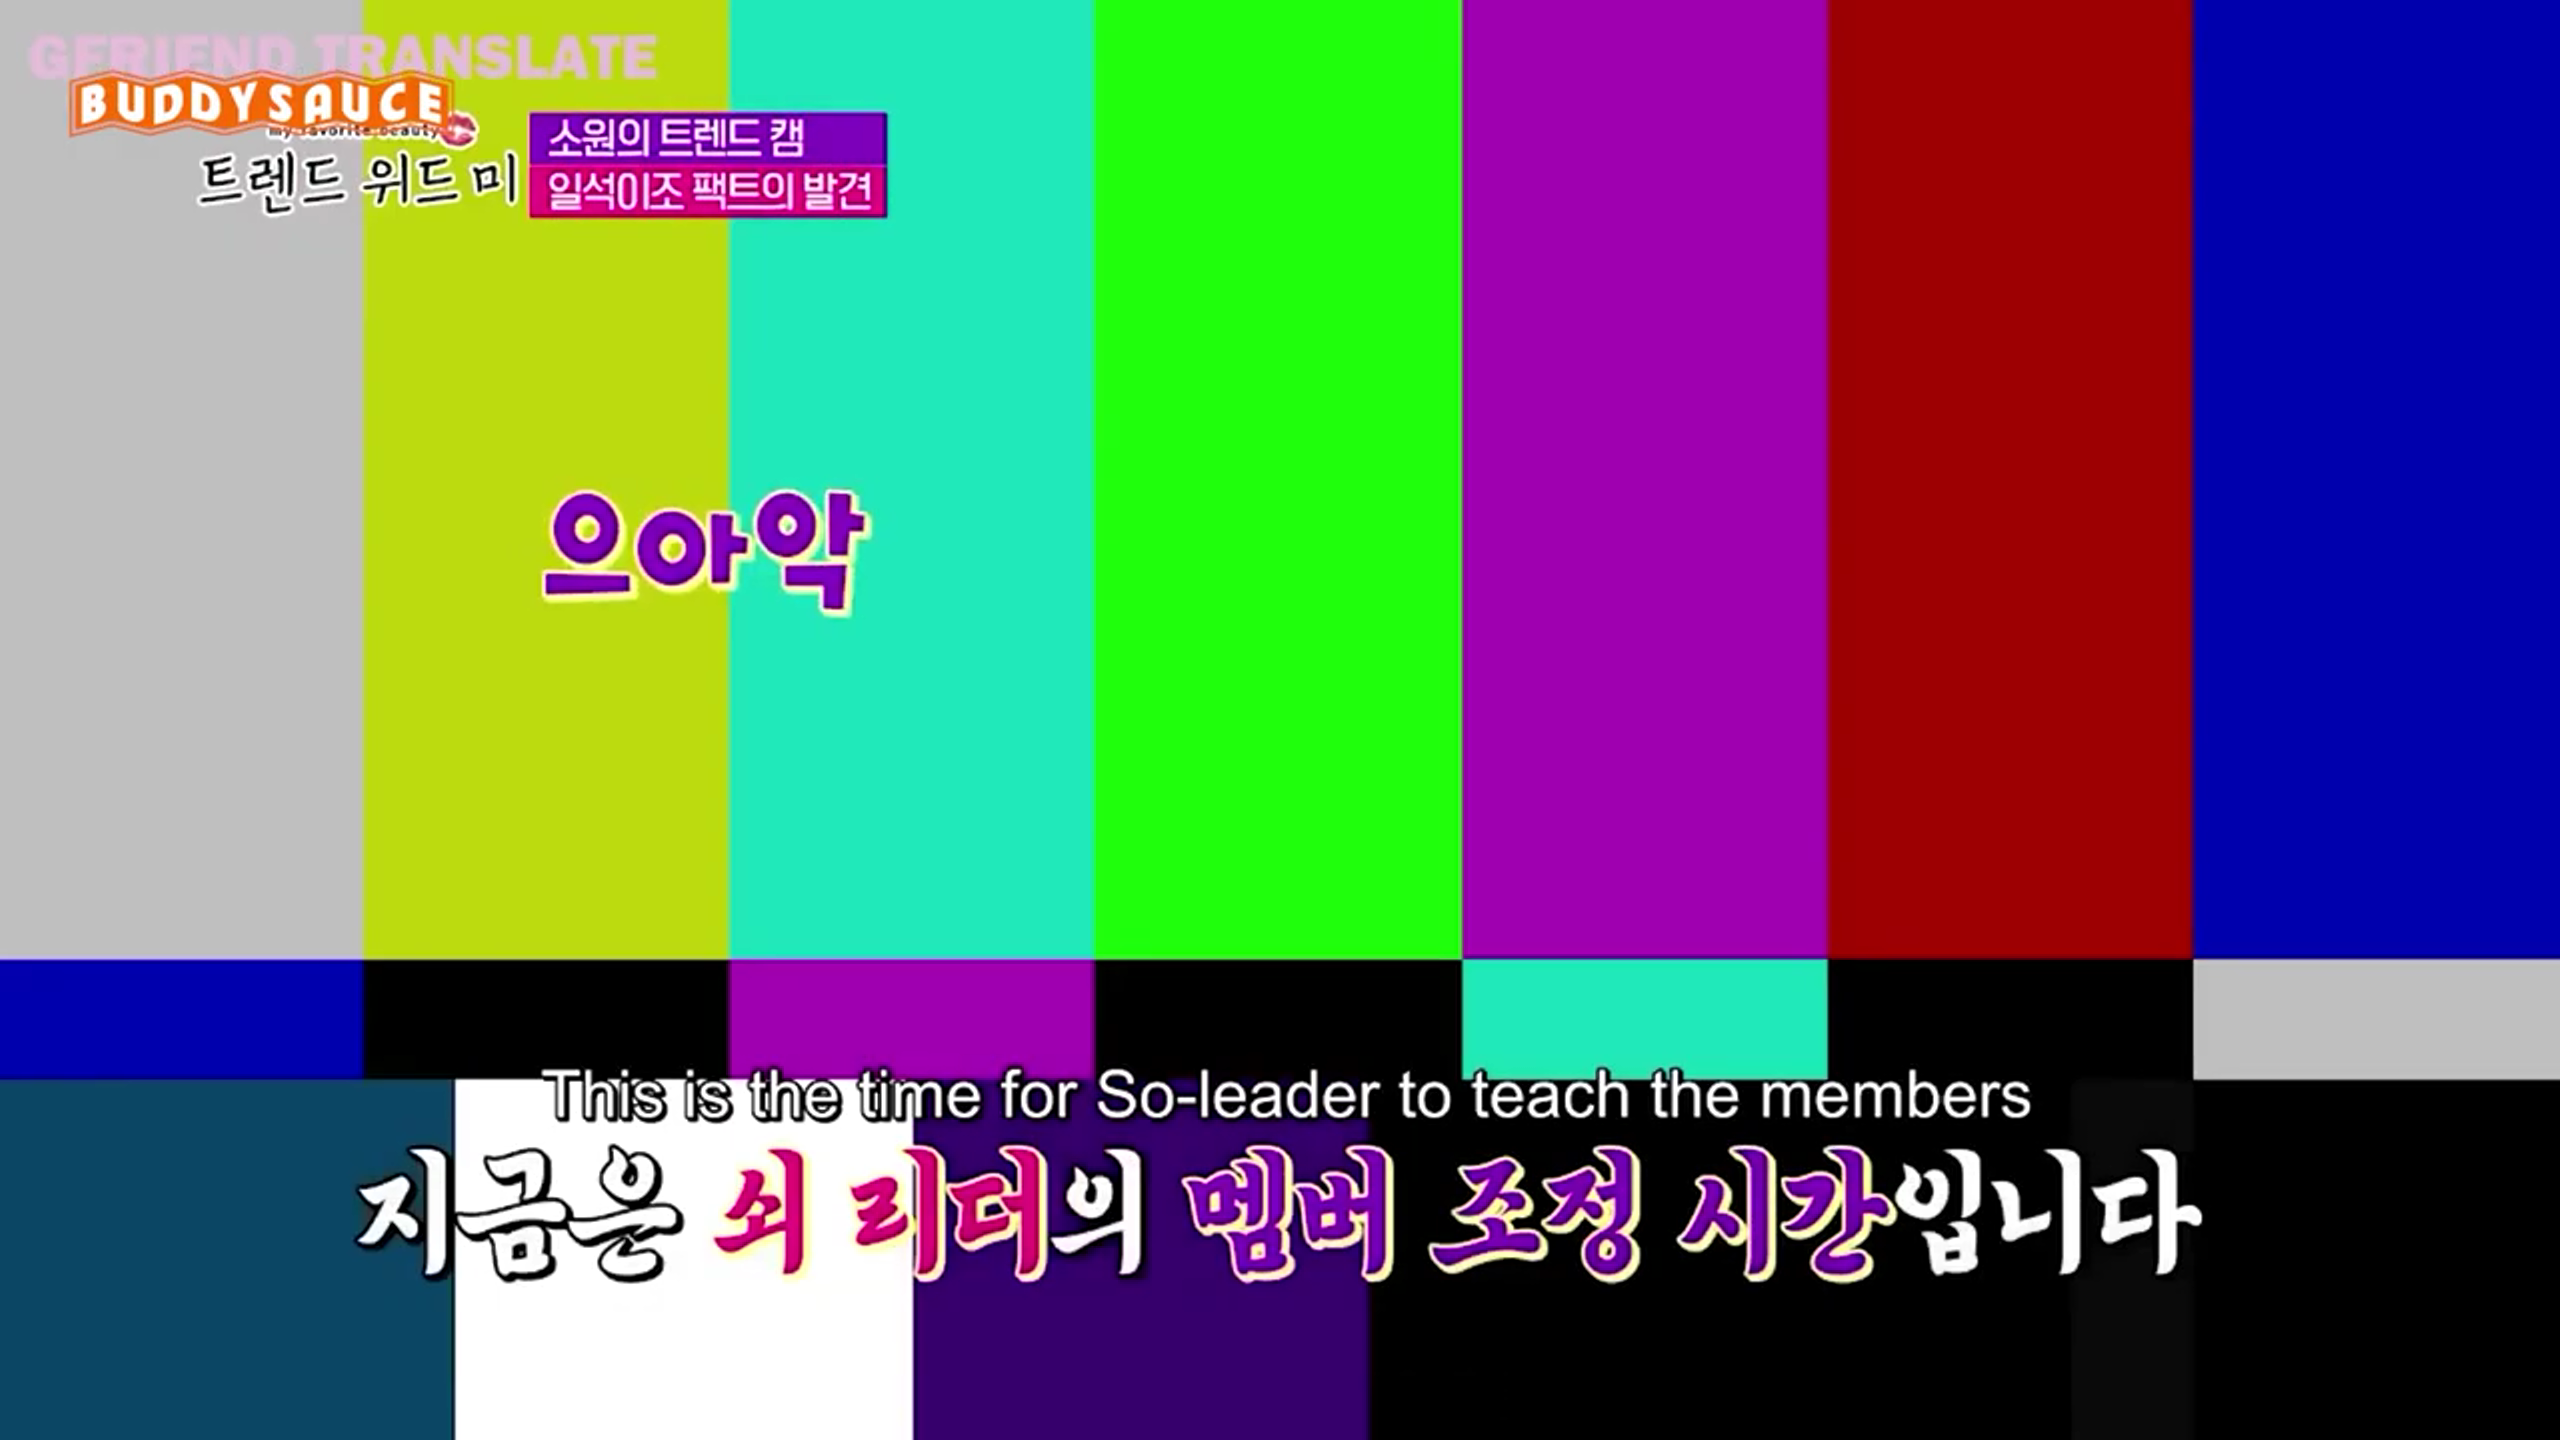 GFRIEND TRANSLATE
BUDDYSAUCE
my favorite beauty
트렌드 위드 미
소원의 트렌드 캠
일석이조 팩트의 발견
으아악
This is the time for So-leader to teach the members
지금은 쇠 리더의 멤버 조정 시간입니다